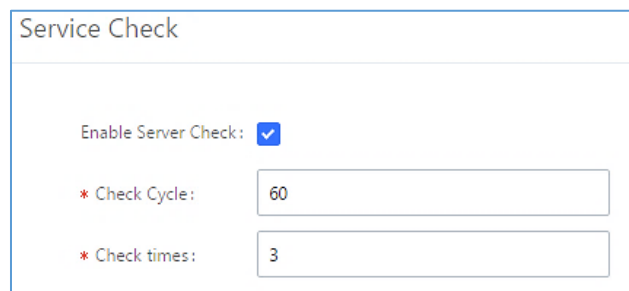 Service Check
Enable Server Check:
* Check Cycle: 60
* Check times: 3